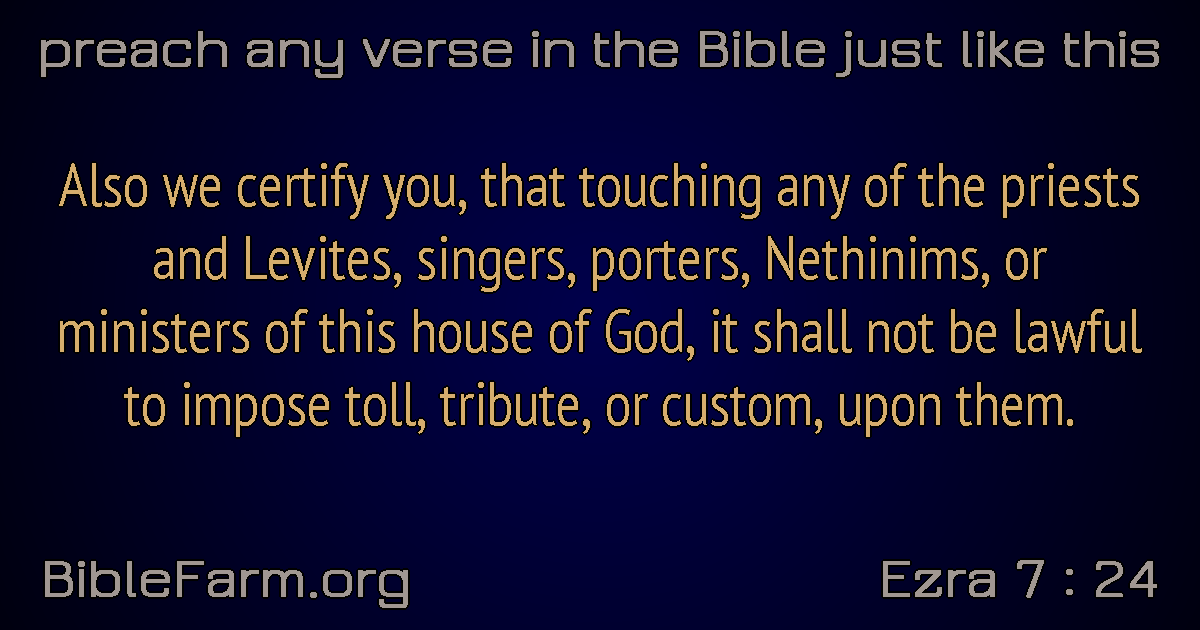 preach any verse in the Bible just like this
Also we certify you, that touching any of the priests
and Levites, singers, porters, Nethinims, or
ministers of this house of God, it shall not be lawful
to impose toll, tribute, or custom, upon them.
BibleFarm.org
Ezra 7 : 24